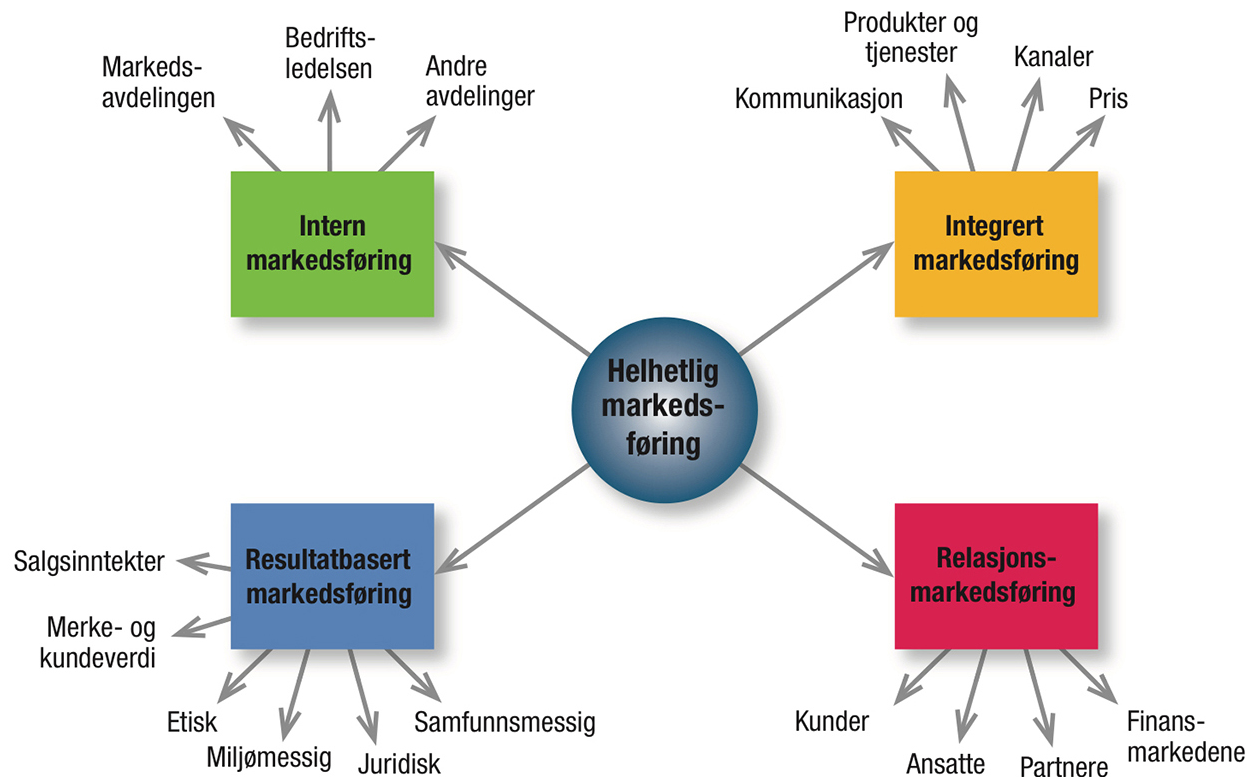 Markeds-
avdelingen
Bedrifts-
ledelsen
Andre
avdelinger
Intern
markedsføring
Kommunikasjon
Produkter og
tjenester
Kanaler
Pris
Integrert
markedsføring
Helhetlig
markeds-
føring
Resultatbasert
markedsføring
Salgsinntekter
Merke- og
kundeverdi
Etisk
Miljømessig
Juridisk
Samfunnsmessig
Relasjons-
markedsføring
Kunder
Ansatte
Partnere
Finans-
markedene